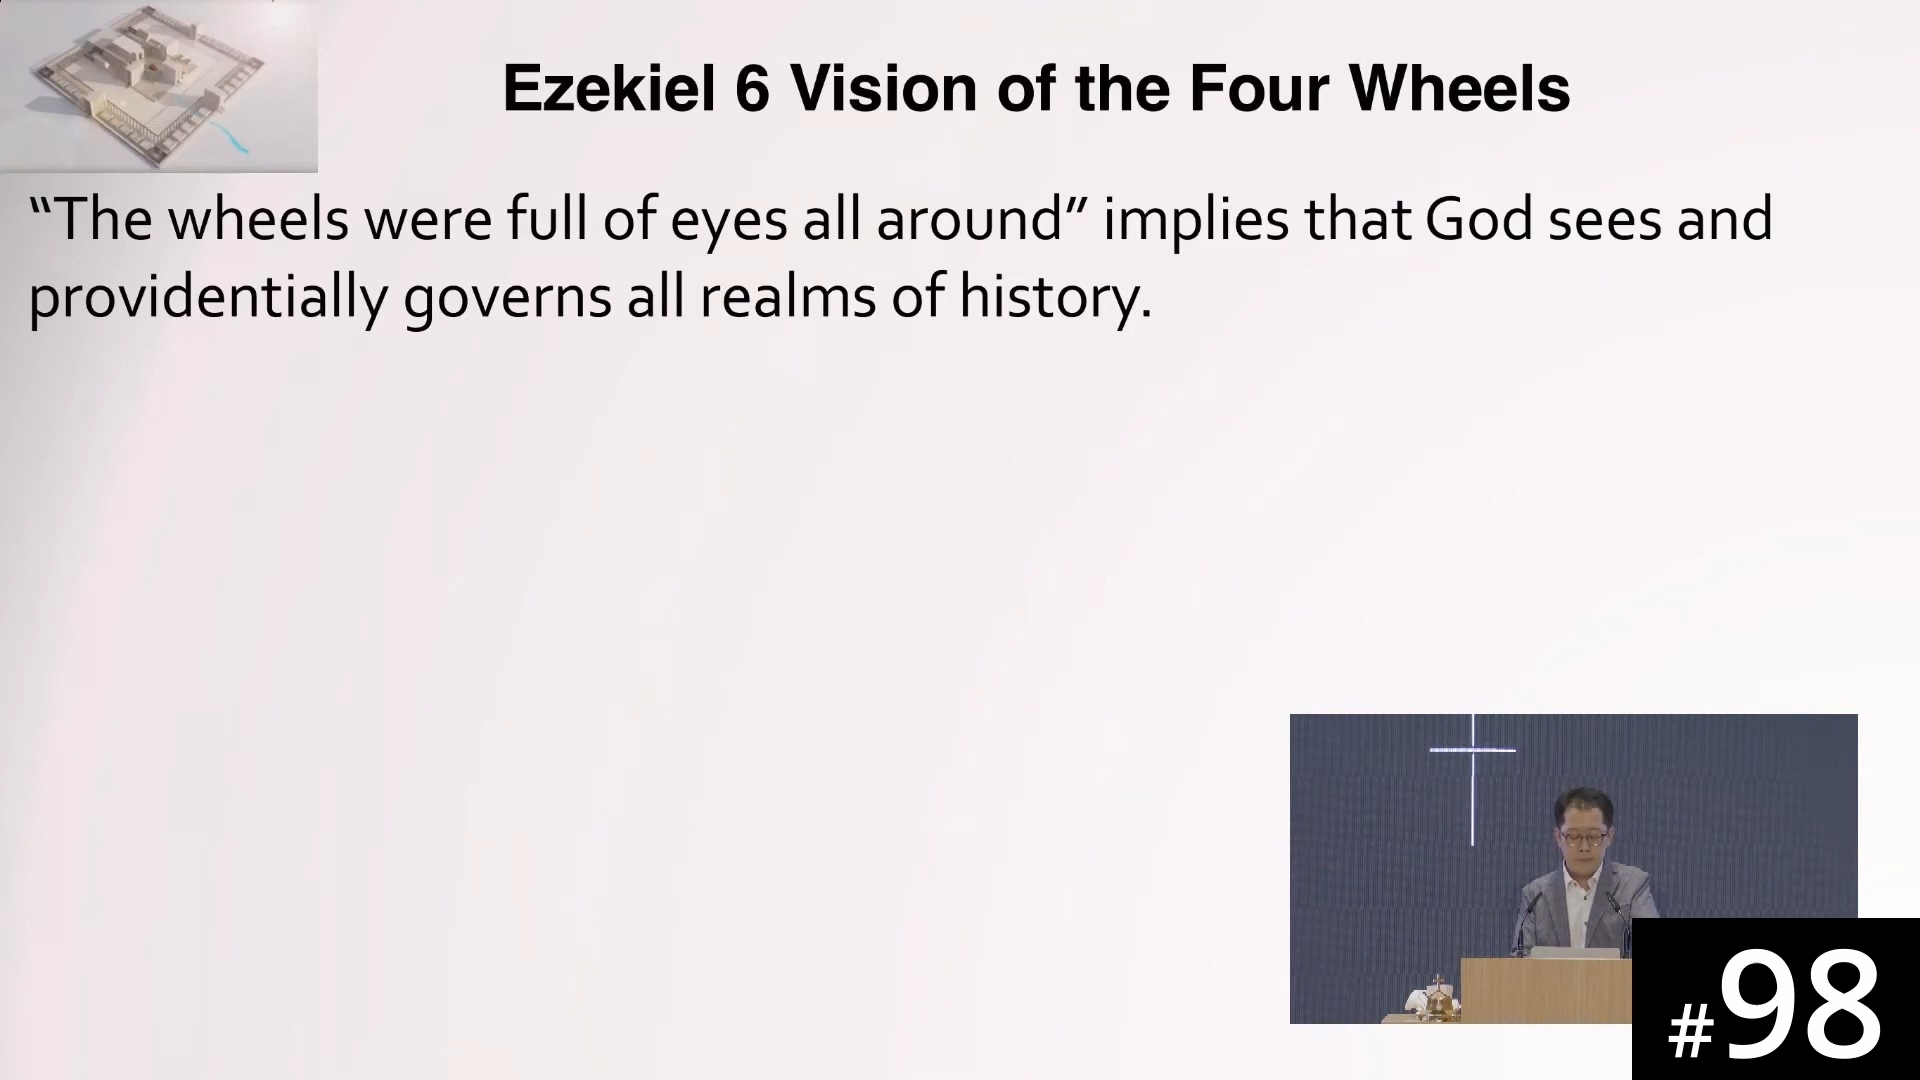 Ezekiel 6 Vision of the Four Wheels
“The wheels were full of eyes all around” implies that God sees and
providentially governs all realms of history.
#98